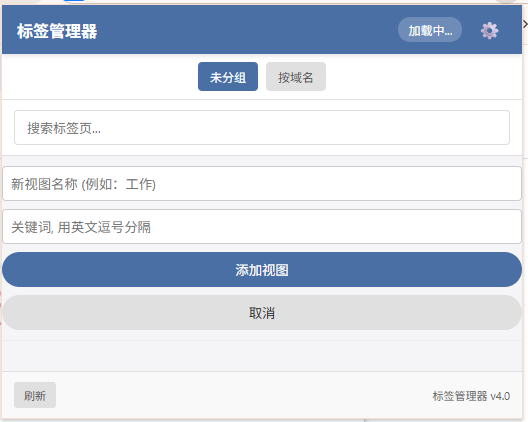 标签管理器
加载中...
未分组
按域名
搜索标签页...
新视图名称 (例如：工作)
关键词, 用英文逗号分隔
添加视图
取消
刷新
标签管理器 v4.0